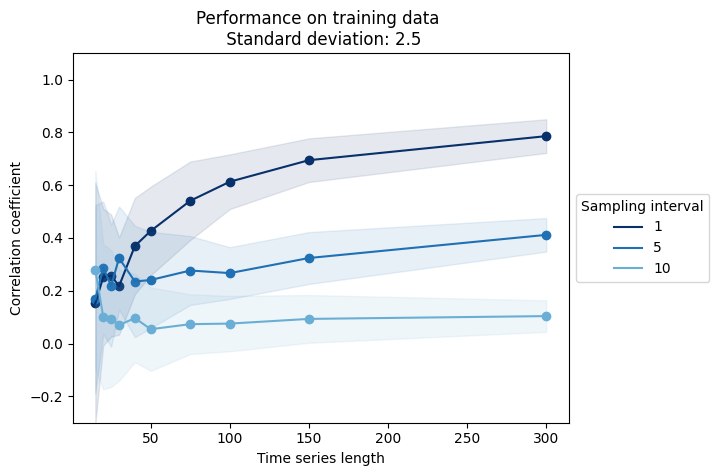 Performance on training data
Standard deviation: 2.5
1.0
0.8
0.6
0.4
0.2
0.0
−0.2
Correlation coefficient
50 100 150 200 250 300
Time series length
Sampling interval
1
5
10